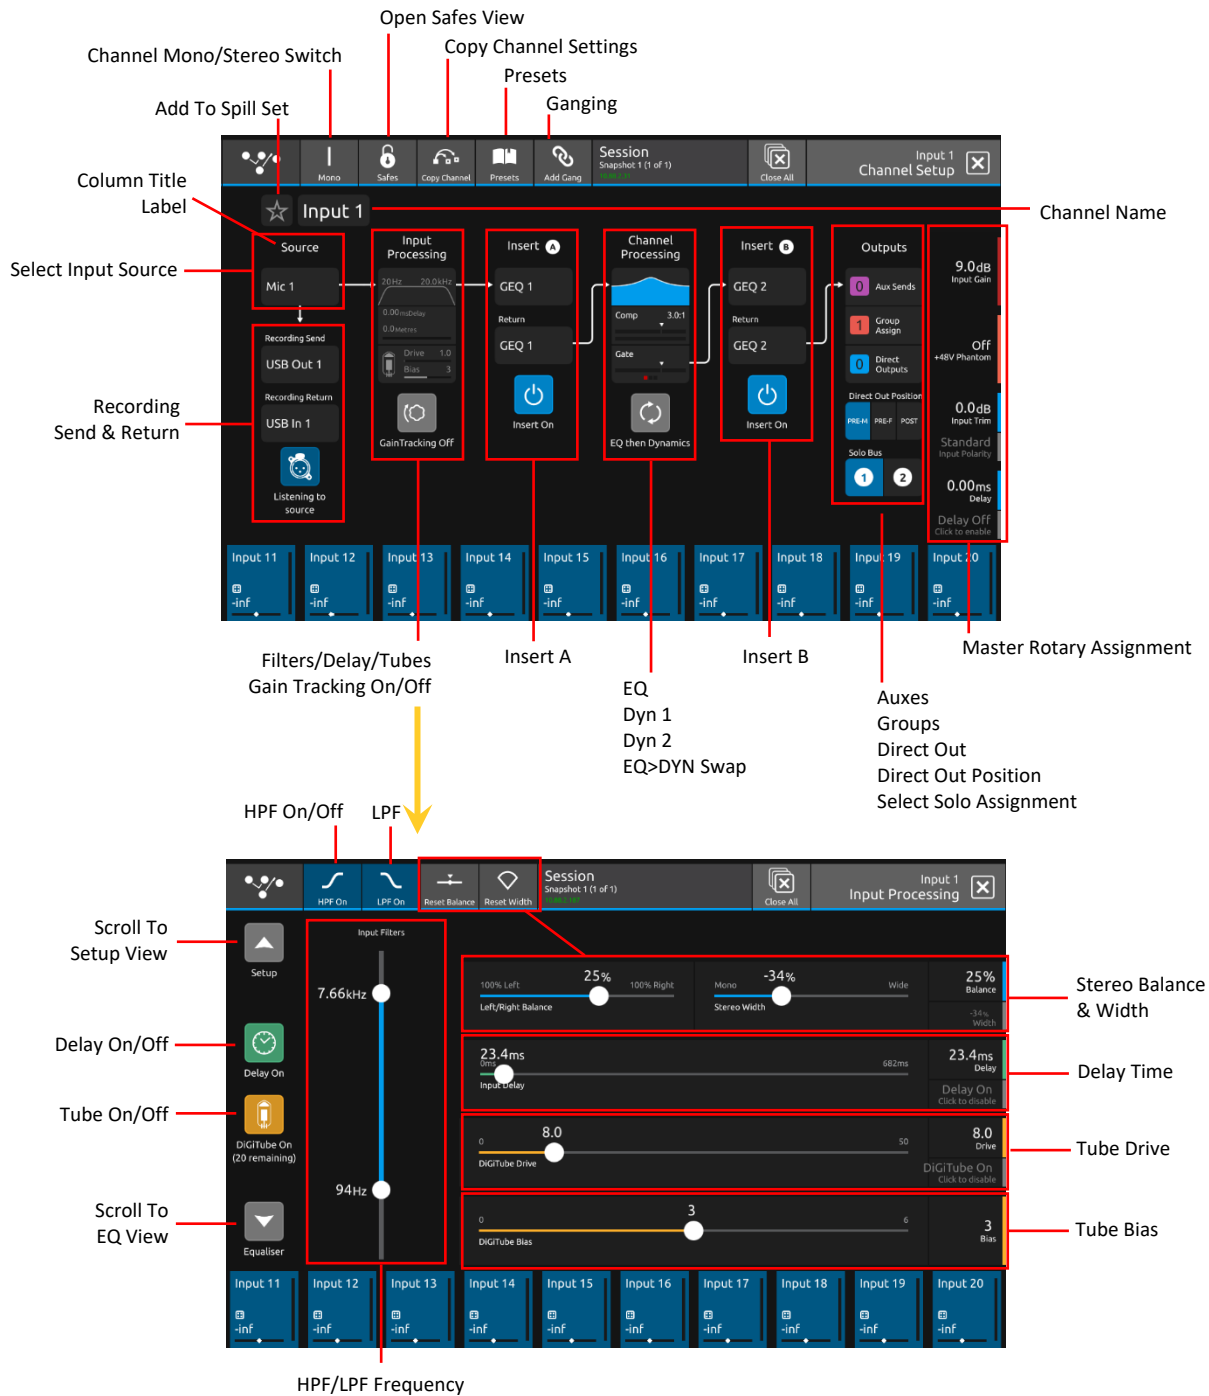 Open Safes View
Copy Channel Settings
Channel Mono/Stereo Switch
Presets
Add To Spill Set
Ganging
Mono
Safes
Copy Channel
Presets
Add Gang
Session
Snapshot 1 (1 of 1)
Close All
Input 1
Channel Setup
Column Title
Label
Input 1
Channel Name
Select Input Source
Source
Mic 1
Recording Send
USB Out 1
Recording Return
USB In 1
Listening to
source
Recording
Send & Return
Input
Processing
20Hz 20.0kHz
0.00msDelay
0.0Metres
Drive 1.0
Bias 3
GainTracking Off
Insert A
GEQ 1
Return
GEQ 1
Insert On
Channel
Processing
Comp 3.0:1
Gate
EQ then Dynamics
Insert B
GEQ 2
Return
GEQ 2
Insert On
Outputs
0 Aux Sends
1 Group
Assign
0 Direct
Outputs
Direct Out Position
PRE-M PRE-F POST
Solo Bus
1 2
9.0dB
Input Gain
Off
+48V Phantom
0.0dB
Input Trim
Standard
Input Polarity
0.00ms
Delay
Delay Off
Click to enable
Input 11 Input 12 Input 13 Input 14 Input 15 Input 16 Input 17 Input 18 Input 19 Input 20
-inf -inf -inf -inf -inf -inf -inf -inf -inf -inf
Filters/Delay/Tubes
Gain Tracking On/Off
Insert A
EQ
Dyn 1
Dyn 2
EQ>DYN Swap
Insert B
Auxes
Groups
Direct Out
Direct Out Position
Select Solo Assignment
Master Rotary Assignment
HPF On/Off
LPF
HPF On
LPF On
Reset Balance
Reset Width
Session
Snapshot 1 (1 of 1)
Close All
Input 1
Input Processing
Scroll To
Setup View
Setup
Delay On/Off
Delay On
Tube On/Off
DiGiTube On
(20 remaining)
Scroll To
EQ View
Equaliser
Input Filters
7.66kHz
94Hz
25%
100% Left 100% Right
Left/Right Balance
-34%
Mono Wide
Stereo Width
25%
Balance
-34%
Width
Stereo Balance
& Width
23.4ms
0ms 682ms
Input Delay
23.4ms
Delay
Delay On
Click to disable
Delay Time
8.0
0 50
DiGiTube Drive
8.0
Drive
DiGiTube On
Click to disable
Tube Drive
3
0 6
DiGiTube Bias
3
Bias
Tube Bias
Input 11 Input 12 Input 13 Input 14 Input 15 Input 16 Input 17 Input 18 Input 19 Input 20
-inf -inf -inf -inf -inf -inf -inf -inf -inf -inf
HPF/LPF Frequency